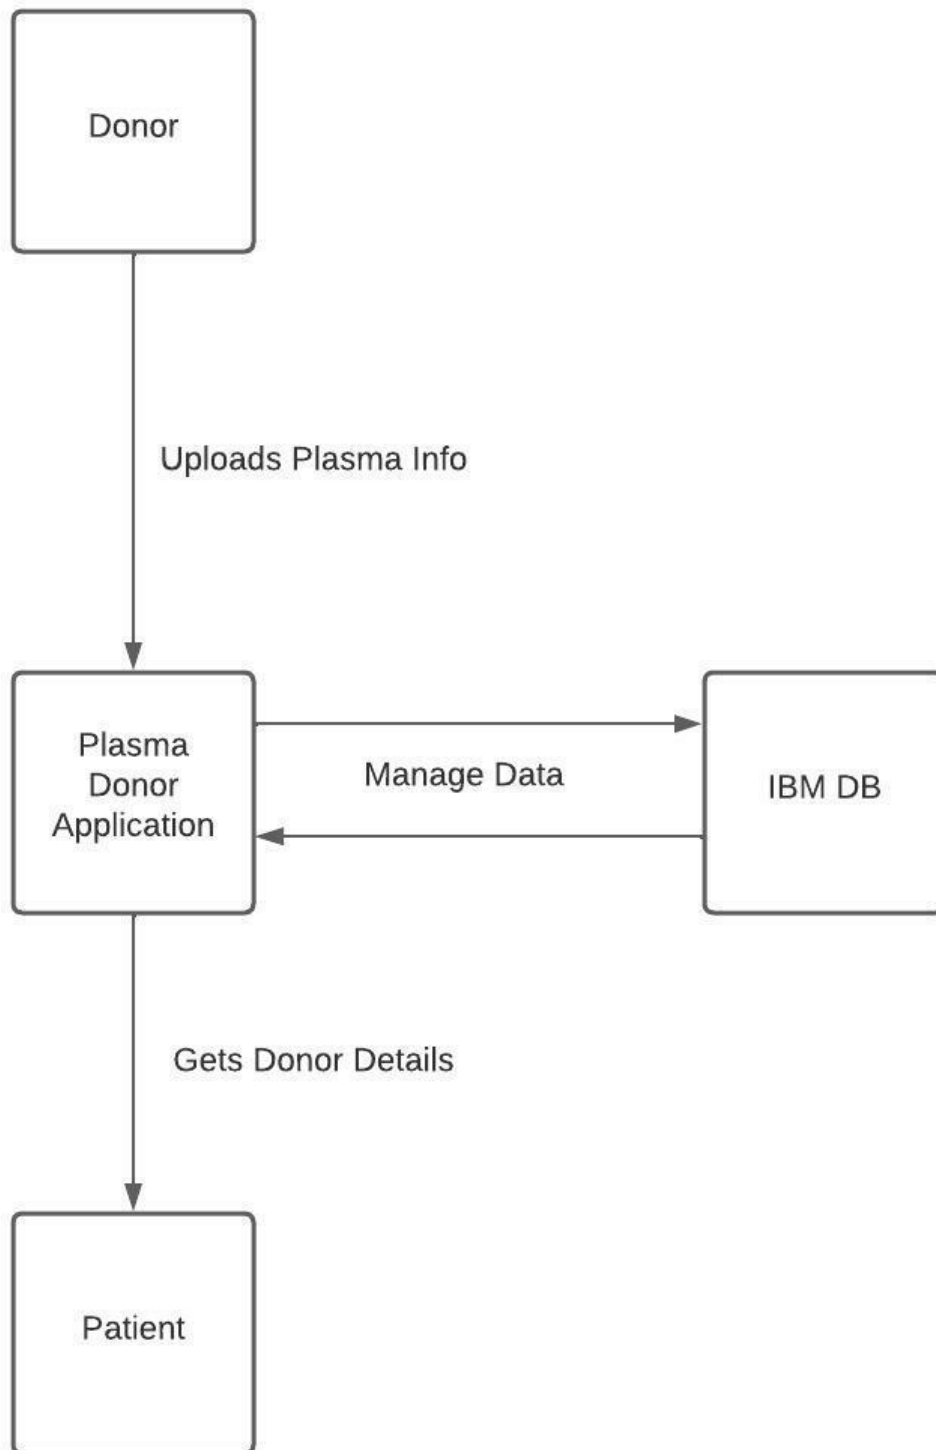 Donor
Uploads Plasma Info
Plasma
Donor
Application
Manage Data
IBM DB
Gets Donor Details
Patient